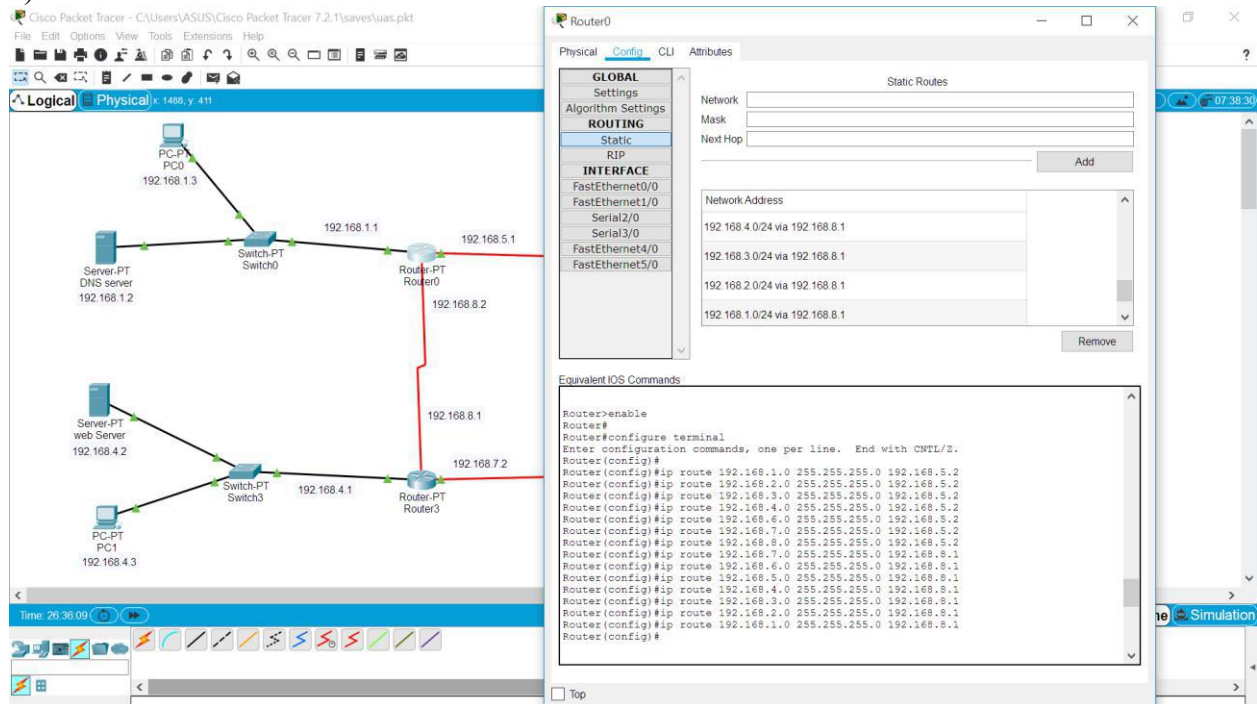 )
Cisco Packet Tracer - C:\Users\ASUS\Cisco Packet Tracer 7.2.1\saves\uas.pkt
File Edit Options View Tools Extensions Help
?
Logical Physical x: 1488, y: 411
07:38:30
PC-PT
PC0
192.168.1.3
Server-PT
DNS server
192.168.1.2
Switch-PT
Switch0
192.168.1.1
192.168.5.1
Router-PT
Router0
192.168.8.2
192.168.8.1
Server-PT
web Server
192.168.4.2
Switch-PT
Switch3
192.168.4.1
192.168.7.2
Router-PT
Router3
PC-PT
PC1
192.168.4.3
Time: 26:36:09
Simulation
Router0
Physical Config CLI Attributes
GLOBAL
Settings
Algorithm Settings
ROUTING
Static
RIP
INTERFACE
FastEthernet0/0
FastEthernet1/0
Serial2/0
Serial3/0
FastEthernet4/0
FastEthernet5/0
Static Routes
Network
Mask
Next Hop
Add
Network Address
192.168.4.0/24 via 192.168.8.1
192.168.3.0/24 via 192.168.8.1
192.168.2.0/24 via 192.168.8.1
192.168.1.0/24 via 192.168.8.1
Remove
Equivalent IOS Commands
Router>enable
Router#
Router#configure terminal
Enter configuration commands, one per line. End with CNTL/Z.
Router(config)#
Router(config)#ip route 192.168.1.0 255.255.255.0 192.168.5.2
Router(config)#ip route 192.168.2.0 255.255.255.0 192.168.5.2
Router(config)#ip route 192.168.3.0 255.255.255.0 192.168.5.2
Router(config)#ip route 192.168.4.0 255.255.255.0 192.168.5.2
Router(config)#ip route 192.168.6.0 255.255.255.0 192.168.5.2
Router(config)#ip route 192.168.7.0 255.255.255.0 192.168.5.2
Router(config)#ip route 192.168.8.0 255.255.255.0 192.168.5.2
Router(config)#ip route 192.168.7.0 255.255.255.0 192.168.8.1
Router(config)#ip route 192.168.6.0 255.255.255.0 192.168.8.1
Router(config)#ip route 192.168.5.0 255.255.255.0 192.168.8.1
Router(config)#ip route 192.168.4.0 255.255.255.0 192.168.8.1
Router(config)#ip route 192.168.3.0 255.255.255.0 192.168.8.1
Router(config)#ip route 192.168.2.0 255.255.255.0 192.168.8.1
Router(config)#ip route 192.168.1.0 255.255.255.0 192.168.8.1
Router(config)#
Top